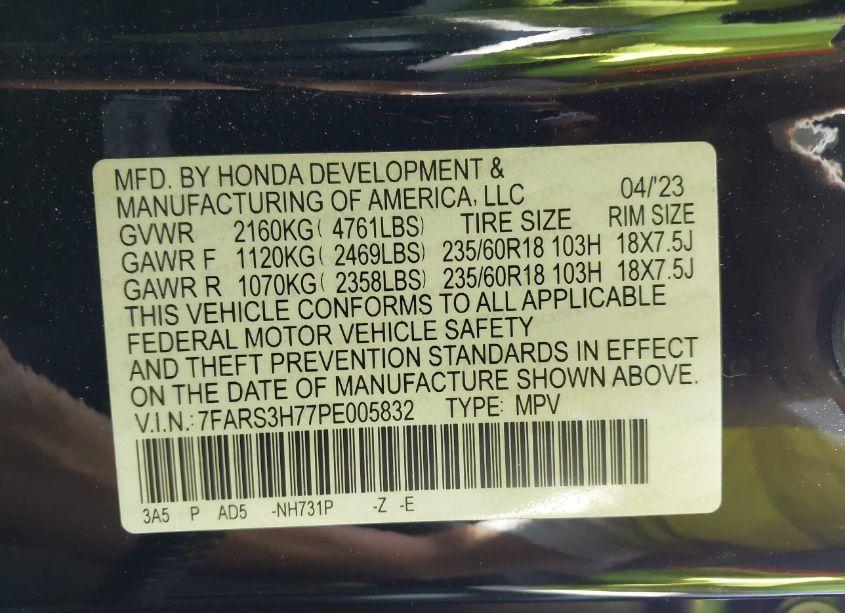 MFD. BY HONDA DEVELOPMENT &
MANUFACTURING OF AMERICA, LLC 04/'23
GVWR 2160KG( 4761LBS) TIRE SIZE RIM SIZE
GAWR F 1120KG( 2469LBS) 235/60R18 103H 18X7.5J
GAWR R 1070KG( 2358LBS) 235/60R18 103H 18X7.5J
THIS VEHICLE CONFORMS TO ALL APPLICABLE
FEDERAL MOTOR VEHICLE SAFETY
AND THEFT PREVENTION STANDARDS IN EFFECT
ON THE DATE OF MANUFACTURE SHOWN ABOVE.
V.I.N.: 7FARS3H77PE005832 TYPE: MPV
3A5 P AD5 -NH731P -Z -E